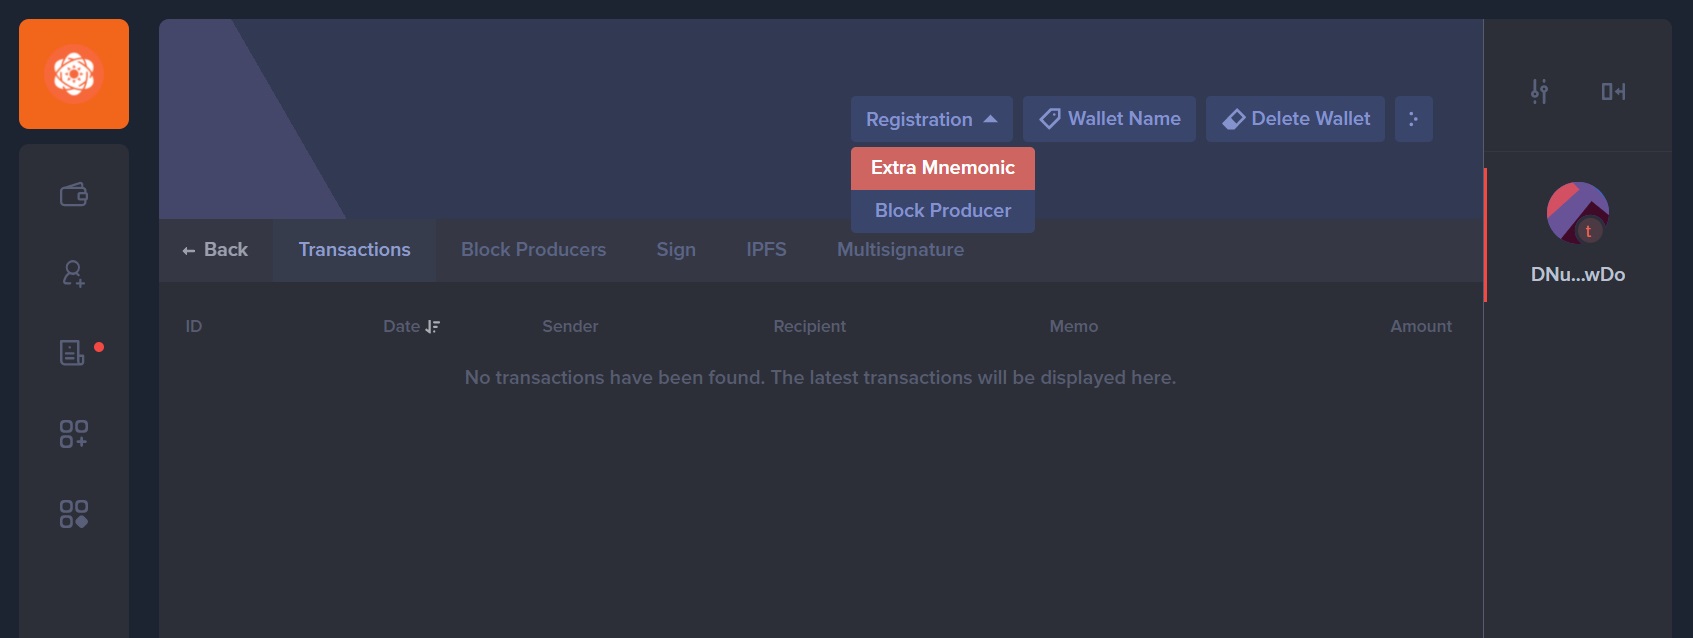 Registration Wallet Name Delete Wallet
Extra Mnemonic
Block Producer
← Back Transactions Block Producers Sign IPFS Multisignature
t
DNu...wDo
ID Date Sender Recipient Memo Amount
No transactions have been found. The latest transactions will be displayed here.